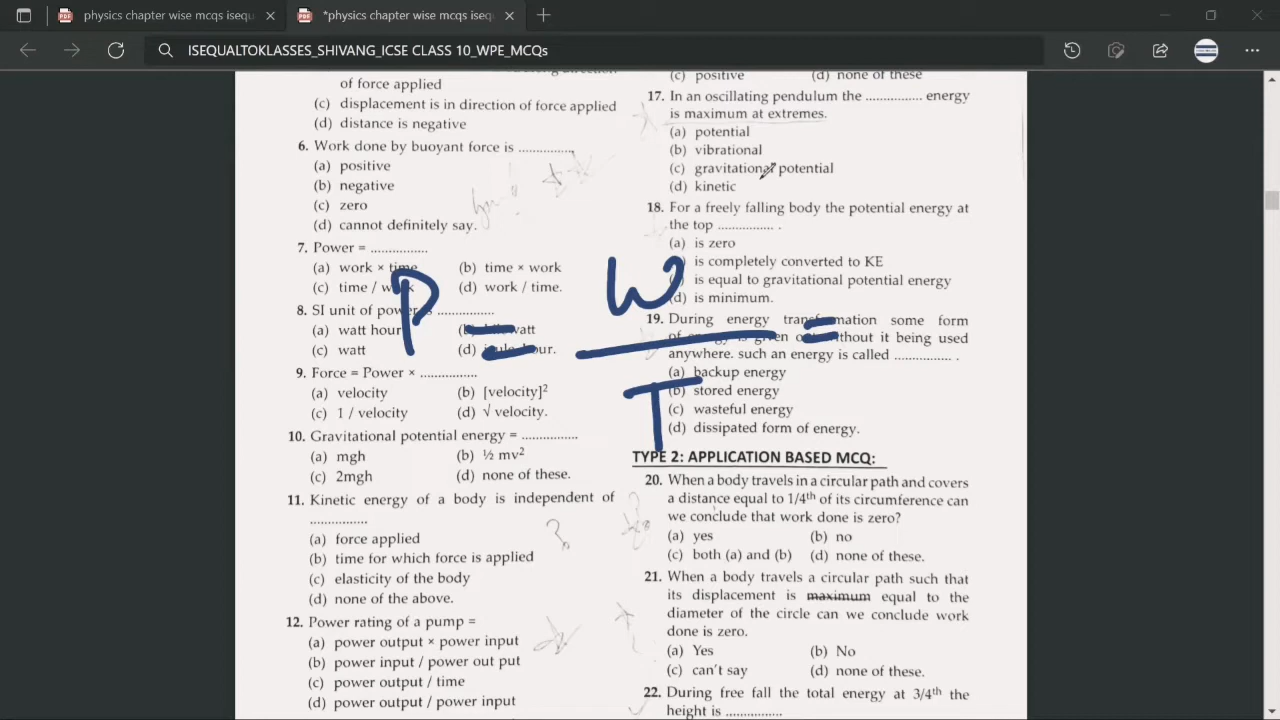 physics chapter wise mcqs isequ
*physics chapter wise mcqs isequ
ISEQUALTOKLASSES_SHIVANG_ICSE CLASS 10_WPE_MCQs
of force applied
(c) displacement is in direction of force applied
(d) distance is negative
6. Work done by buoyant force is ..............
(a) positive
(b) negative
(c) zero
(d) cannot definitely say.
7. Power = ..............
(a) work × time (b) time × work
(c) time / work (d) work / time.
8. SI unit of power is ..............
(a) watt hour (b) kilowatt
(c) watt (d) joule hour.
9. Force = Power × ..............
(a) velocity (b) [velocity]²
(c) 1 / velocity (d) √ velocity.
10. Gravitational potential energy = ..............
(a) mgh (b) ½ mv²
(c) 2mgh (d) none of these.
11. Kinetic energy of a body is independent of
..............
(a) force applied
(b) time for which force is applied
(c) elasticity of the body
(d) none of the above.
12. Power rating of a pump =
(a) power output × power input
(b) power input / power out put
(c) power output / time
(d) power output / power input
(c) positive (d) none of these
17. In an oscillating pendulum the .............. energy
is maximum at extremes.
(a) potential
(b) vibrational
(c) gravitational potential
(d) kinetic
18. For a freely falling body the potential energy at
the top .............. .
(a) is zero
is completely converted to KE
is equal to gravitational potential energy
(d) is minimum.
19. During energy transformation some form
of energy is given out without it being used
anywhere. such an energy is called .............. .
(a) backup energy
(b) stored energy
(c) wasteful energy
(d) dissipated form of energy.
TYPE 2: APPLICATION BASED MCQ:
20. When a body travels in a circular path and covers
a distance equal to 1/4th of its circumference can
we conclude that work done is zero?
(a) yes (b) no
(c) both (a) and (b) (d) none of these.
21. When a body travels a circular path such that
its displacement is maximum equal to the
diameter of the circle can we conclude work
done is zero.
(a) Yes (b) No
(c) can't say (d) none of these.
22. During free fall the total energy at 3/4th the
height is ..............
P = W / T =